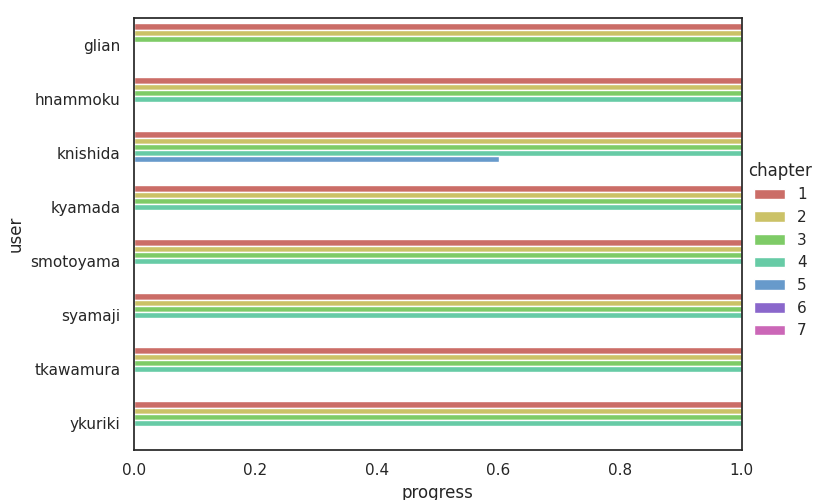 glian
hnammoku
knishida
kyamada
smotoyama
syamaji
tkawamura
ykuriki
user
0.0 0.2 0.4 0.6 0.8 1.0
progress
chapter
1
2
3
4
5
6
7